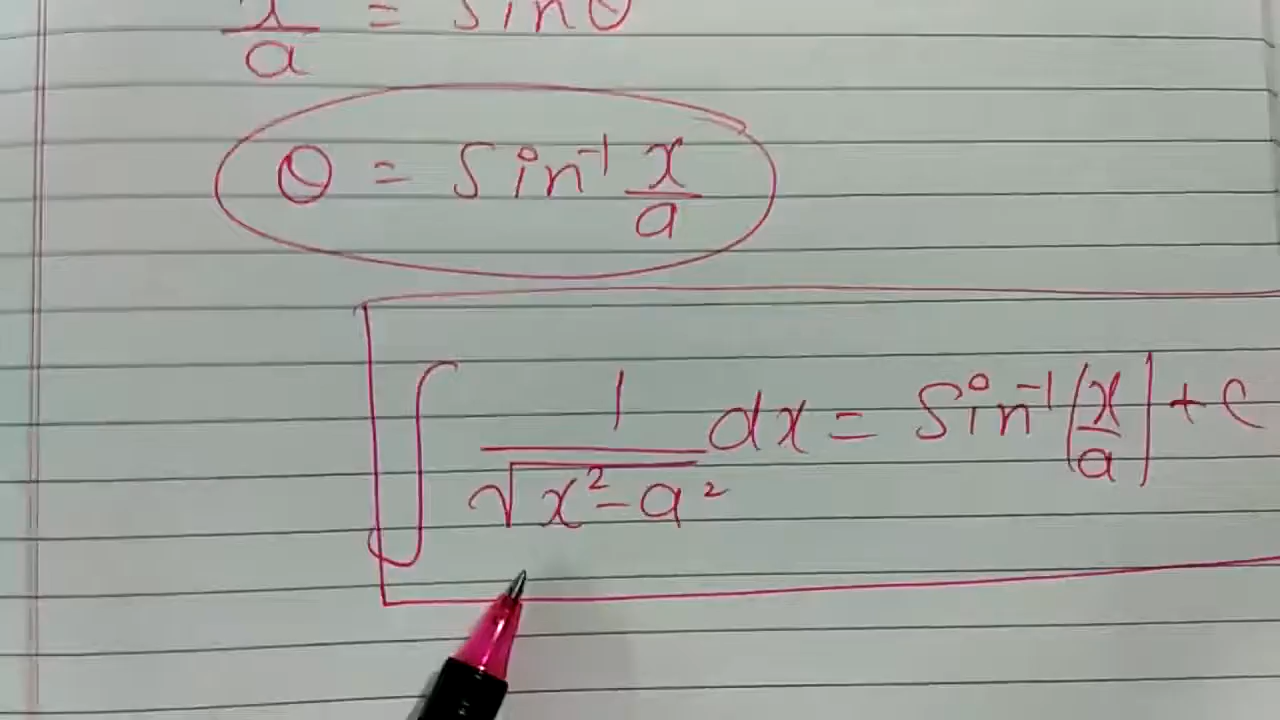 x/a = sinθ
θ = Sin⁻¹ x/a
∫ 1/√(x²-a²) dx = Sin⁻¹(x/a) + c